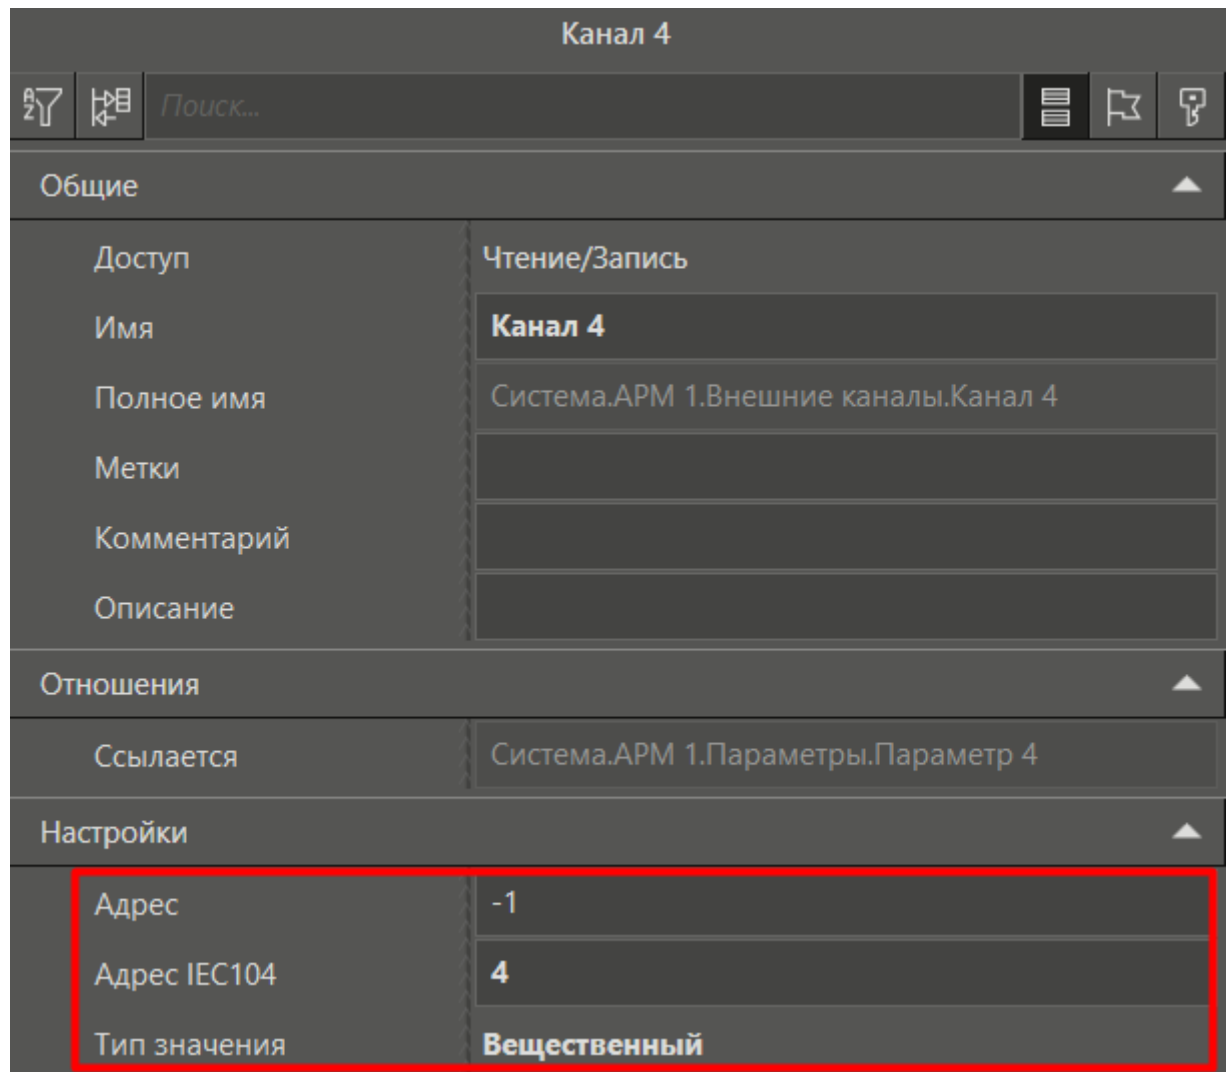 Канал 4
Поиск...
Общие
Доступ Чтение/Запись
Имя Канал 4
Полное имя Система.АРМ 1.Внешние каналы.Канал 4
Метки
Комментарий
Описание
Отношения
Ссылается Система.АРМ 1.Параметры.Параметр 4
Настройки
Адрес -1
Адрес IEC104 4
Тип значения Вещественный